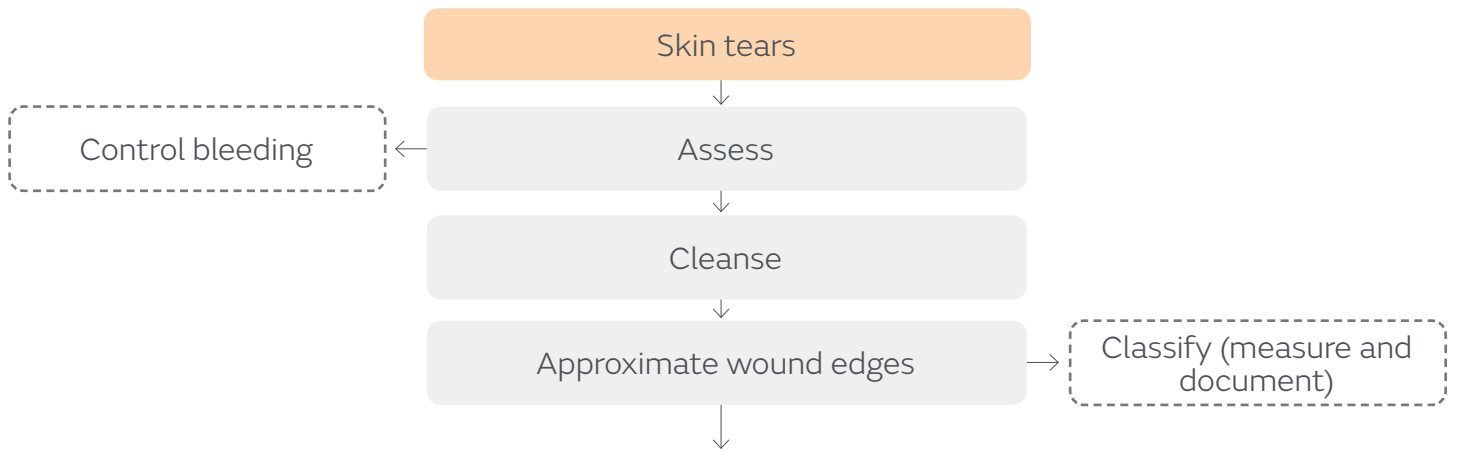 Skin tears
Control bleeding
Assess
Cleanse
Approximate wound edges
Classify (measure and
document)